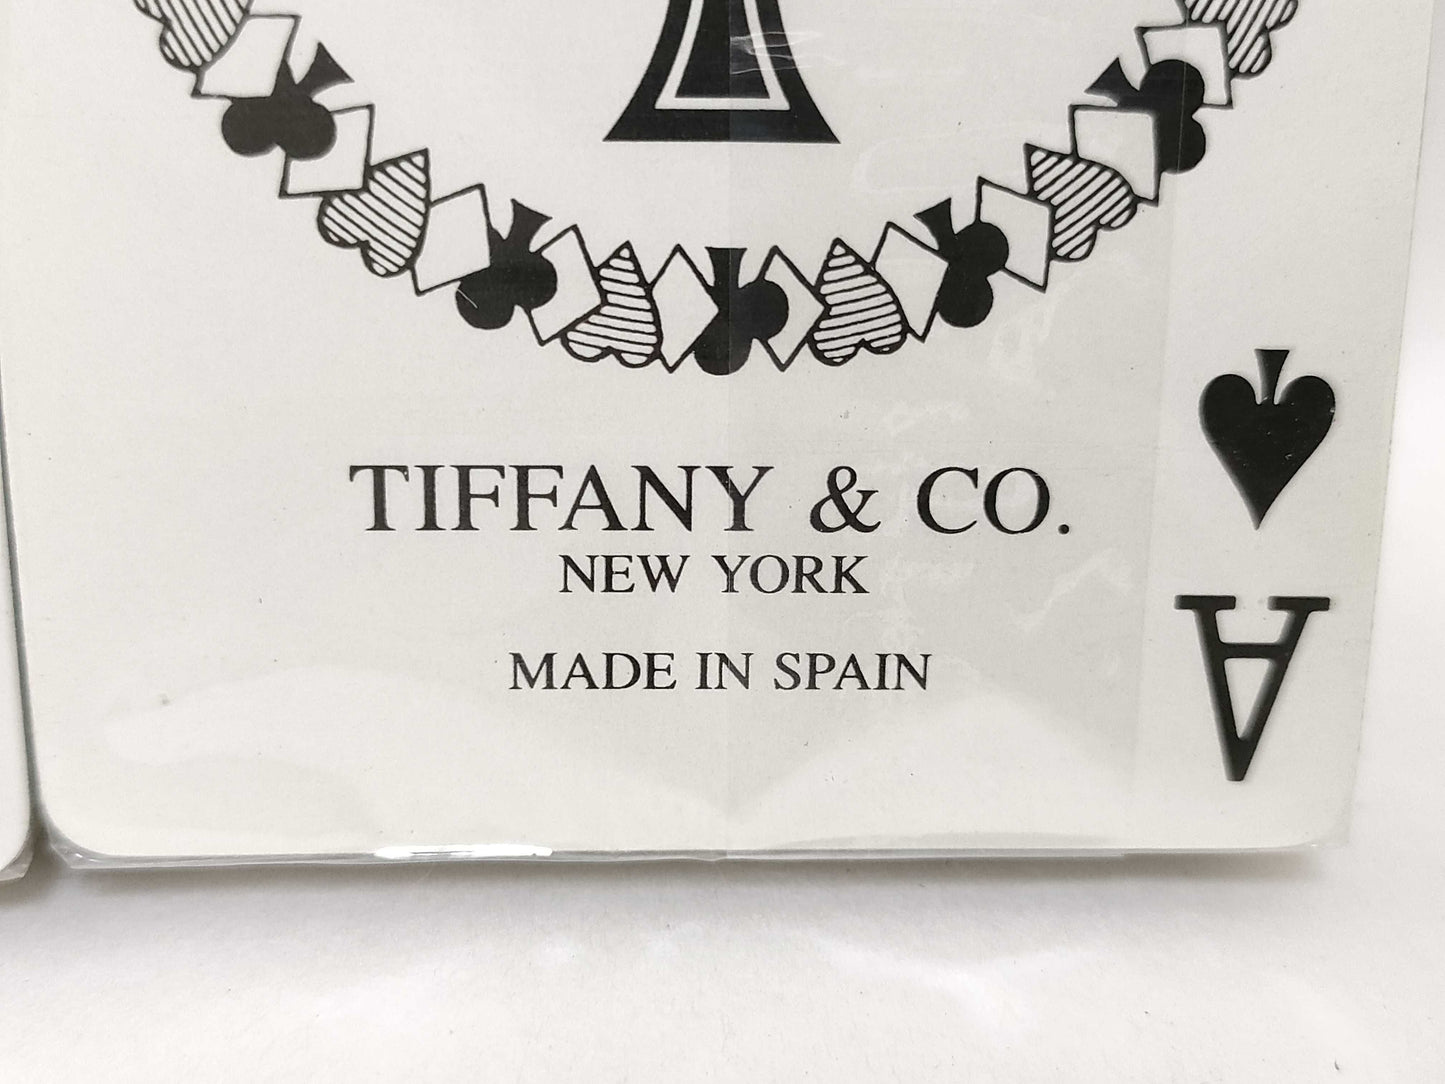 TIFFANY & CO.
NEW YORK
MADE IN SPAIN
A